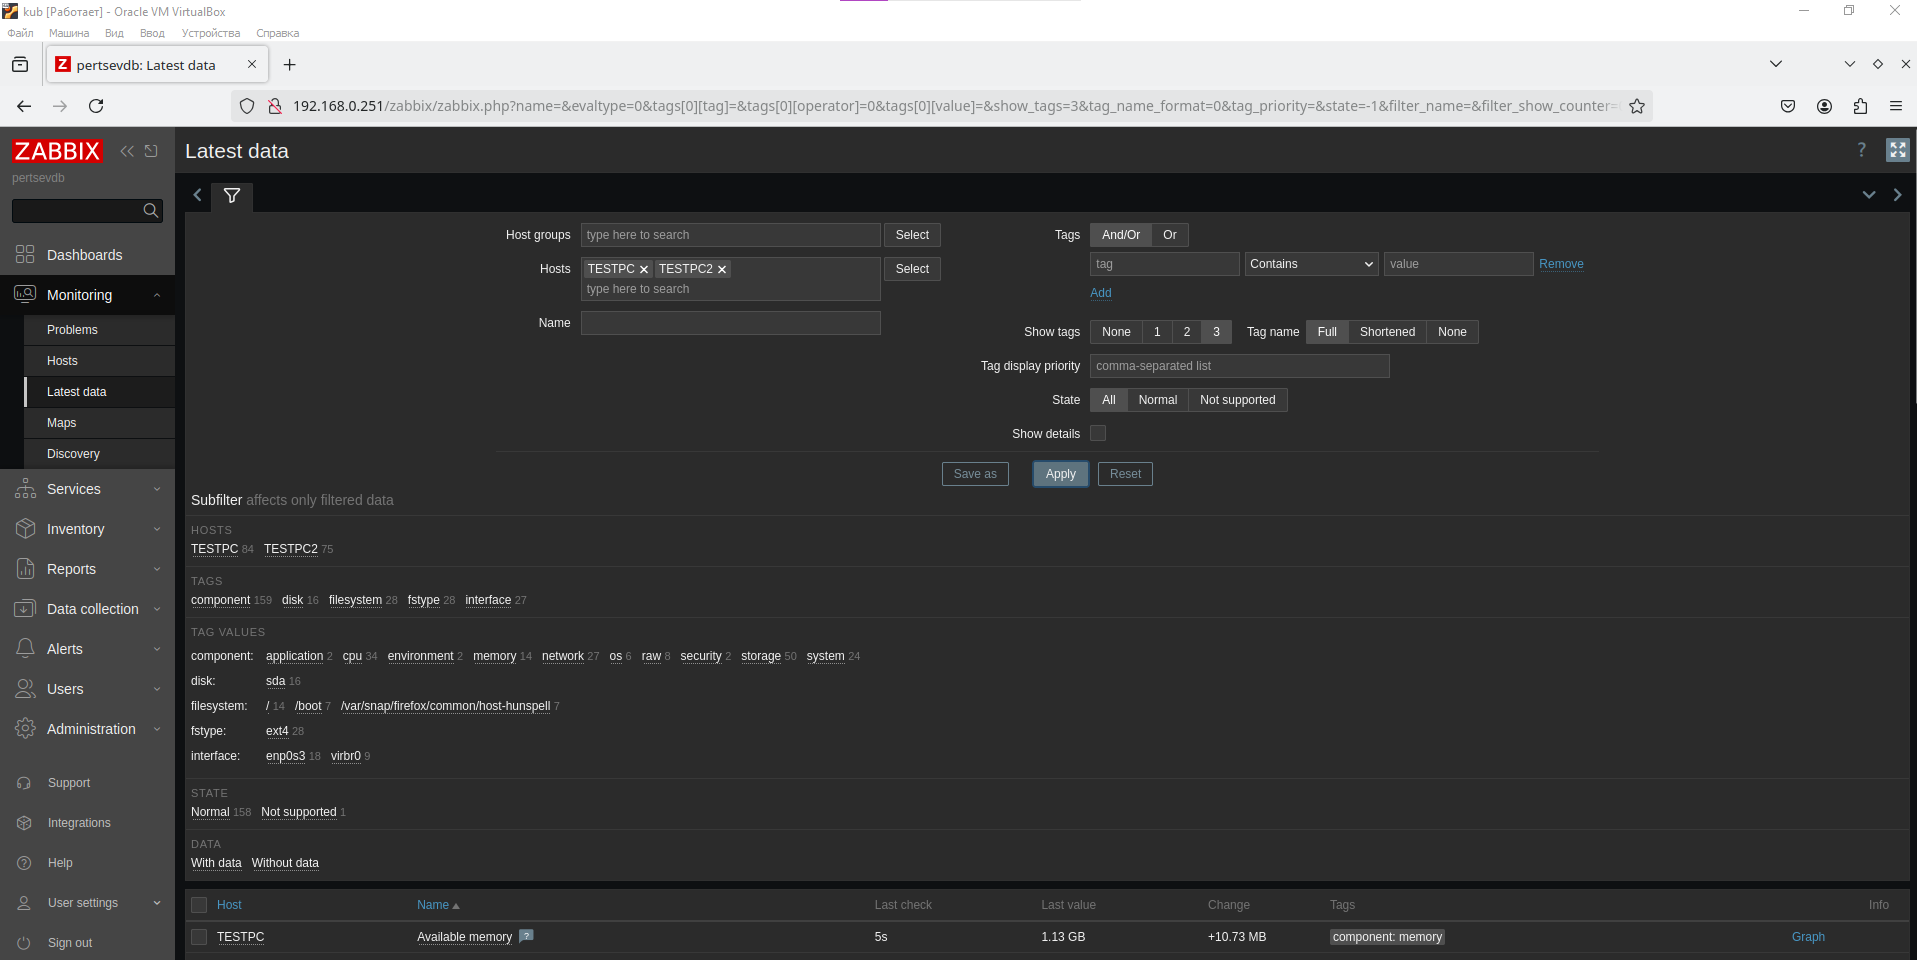 kub [Работает] - Oracle VM VirtualBox
Файл Машина Вид Ввод Устройства Справка
pertsevdb: Latest data
192.168.0.251/zabbix/zabbix.php?name=&evaltype=0&tags[0][tag]=&tags[0][operator]=0&tags[0][value]=&show_tags=3&tag_name_format=0&tag_priority=&state=-1&filter_name=&filter_show_counter=
ZABBIX
pertsevdb
Dashboards
Monitoring
Problems
Hosts
Latest data
Maps
Discovery
Services
Inventory
Reports
Data collection
Alerts
Users
Administration
Support
Integrations
Help
User settings
Sign out
Latest data
?
Host groups type here to search Select
Hosts TESTPC TESTPC2 Select
type here to search
Name
Tags And/Or Or
tag Contains value Remove
Add
Show tags None 1 2 3 Tag name Full Shortened None
Tag display priority comma-separated list
State All Normal Not supported
Show details
Save as Apply Reset
Subfilter affects only filtered data
HOSTS
TESTPC 84 TESTPC2 75
TAGS
component 159 disk 16 filesystem 28 fstype 28 interface 27
TAG VALUES
component: application 2 cpu 34 environment 2 memory 14 network 27 os 6 raw 8 security 2 storage 50 system 24
disk: sda 16
filesystem: / 14 /boot 7 /var/snap/firefox/common/host-hunspell 7
fstype: ext4 28
interface: enp0s3 18 virbr0 9
STATE
Normal 158 Not supported 1
DATA
With data Without data
Host Name Last check Last value Change Tags Info
TESTPC Available memory ? 5s 1.13 GB +10.73 MB component: memory Graph